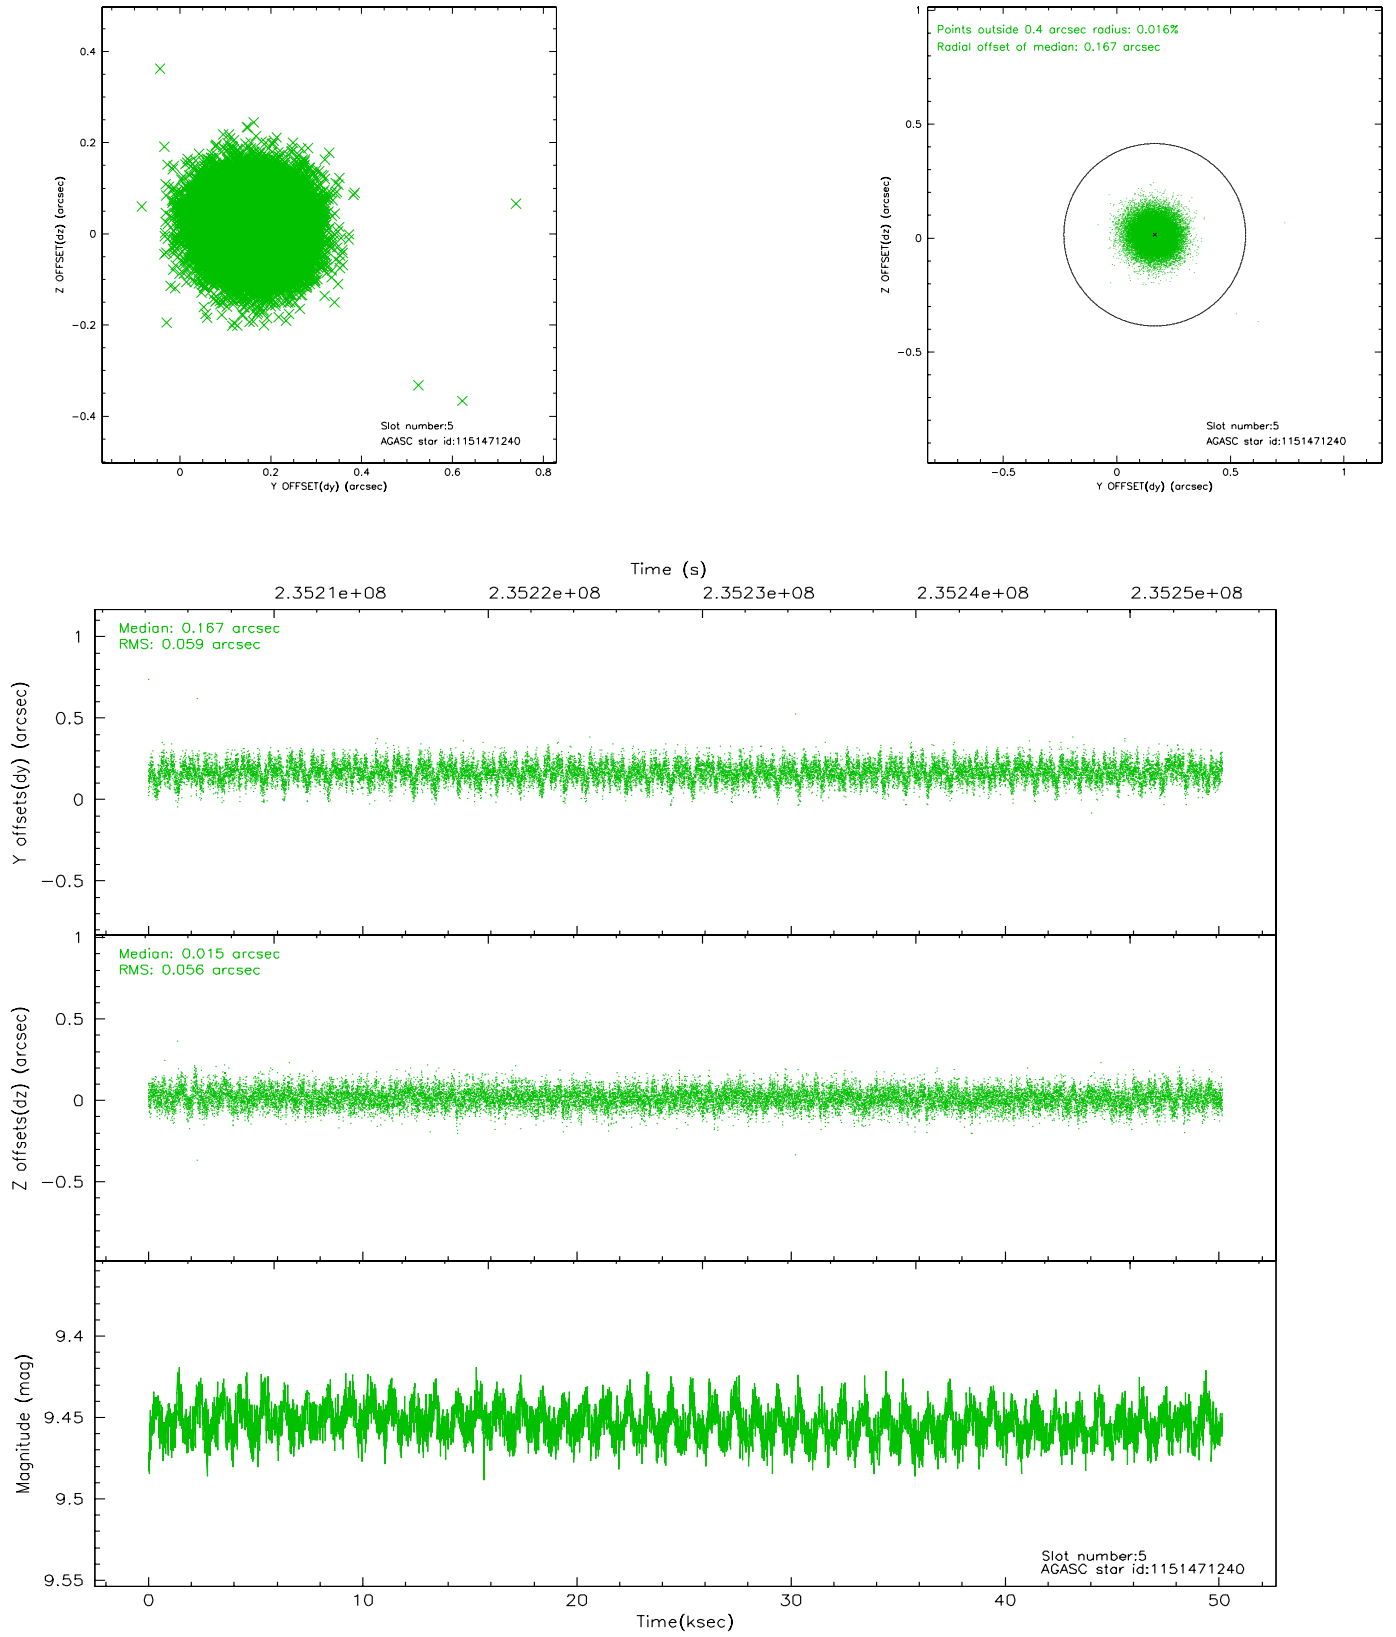 0.4
0.2
0
−0.2
−0.4
Z OFFSET(dz) (arcsec)
Slot number:5
AGASC star id:1151471240
0 0.2 0.4 0.6 0.8
Y OFFSET(dy) (arcsec)
Points outside 0.4 arcsec radius: 0.016%
Radial offset of median: 0.167 arcsec
1
0.5
0
−0.5
Z OFFSET(dz) (arcsec)
Slot number:5
AGASC star id:1151471240
−0.5 0 0.5 1
Y OFFSET(dy) (arcsec)
Time (s)
2.3521e+08 2.3522e+08 2.3523e+08 2.3524e+08 2.3525e+08
Median: 0.167 arcsec
RMS: 0.059 arcsec
1
0.5
0
−0.5
Y offsets(dy) (arcsec)
Median: 0.015 arcsec
RMS: 0.056 arcsec
1
0.5
0
−0.5
Z offsets(dz) (arcsec)
9.4
9.45
9.5
9.55
Magnitude (mag)
Slot number:5
AGASC star id:1151471240
0 10 20 30 40 50
Time(ksec)